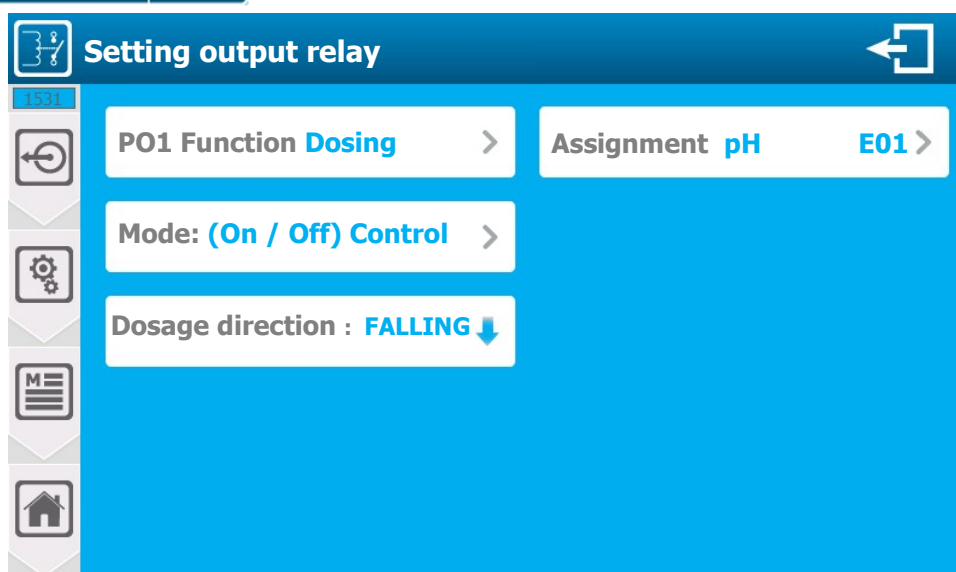 Setting output relay
1531
PO1 Function Dosing
Assignment pH E01
Mode: (On / Off) Control
Dosage direction : FALLING
M